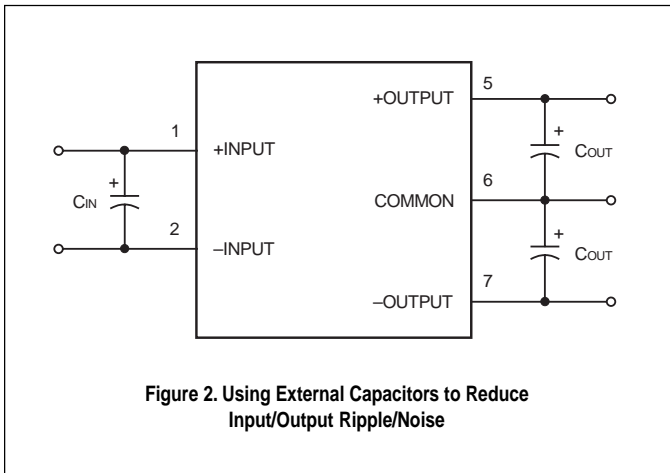 5
+OUTPUT
1
+
+INPUT
COUT
6
+
COMMON
CIN
+
2
–INPUT
COUT
7
–OUTPUT
Figure 2. Using External Capacitors to Reduce
Input/Output Ripple/Noise